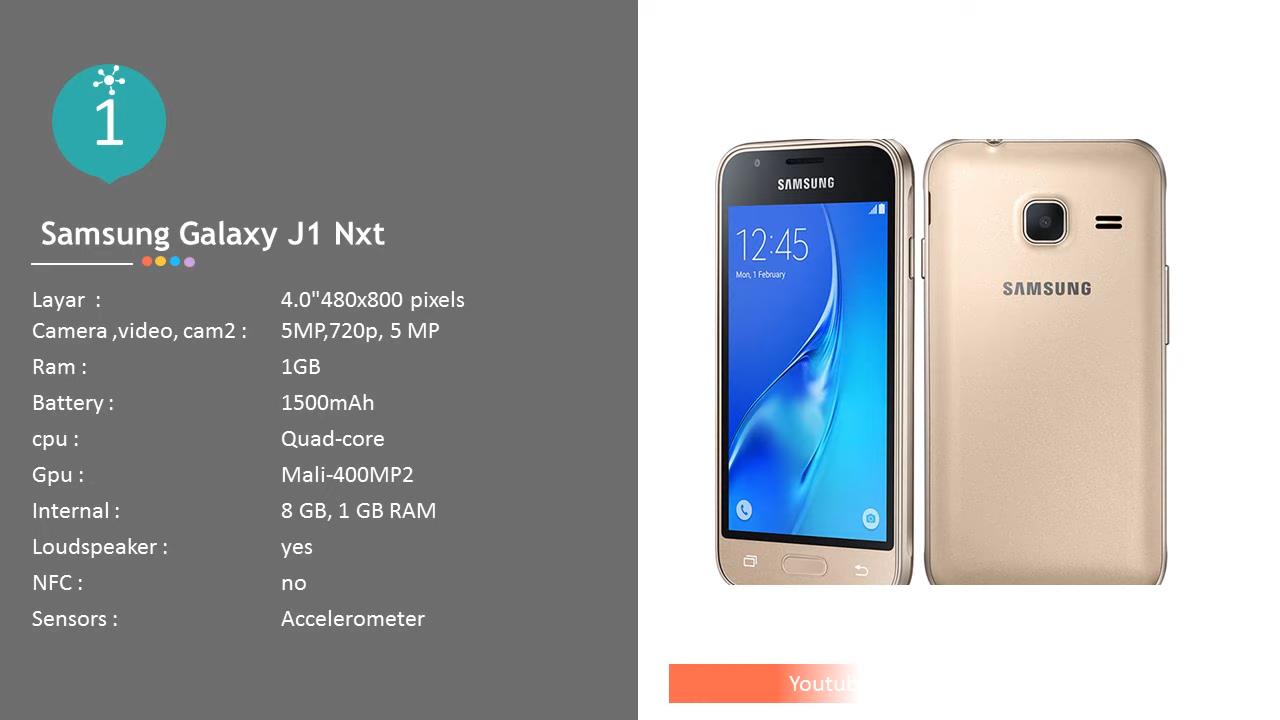 1
Samsung Galaxy J1 Nxt
Layar : 4.0"480x800 pixels
Camera ,video, cam2 : 5MP,720p, 5 MP
Ram : 1GB
Battery : 1500mAh
cpu : Quad-core
Gpu : Mali-400MP2
Internal : 8 GB, 1 GB RAM
Loudspeaker : yes
NFC : no
Sensors : Accelerometer
SAMSUNG
12:45
Mon, 1 February
SAMSUNG